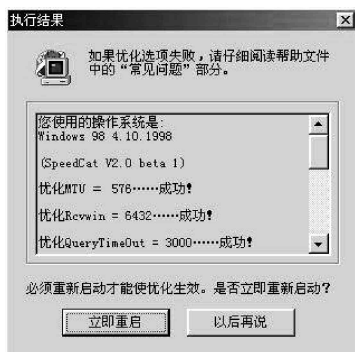 执行结果
如果优化选项失败，请仔细阅读帮助文件
中的“常见问题”部分。
您使用的操作系统是:
Windows 98 4.10.1998
(SpeedCat V2.0 beta 1)
优化MTU = 576……成功!
优化Rcvwin = 6432……成功!
优化QueryTimeOut = 3000……成功!
必须重新启动才能使优化生效。是否立即重新启动?
立即重启
以后再说